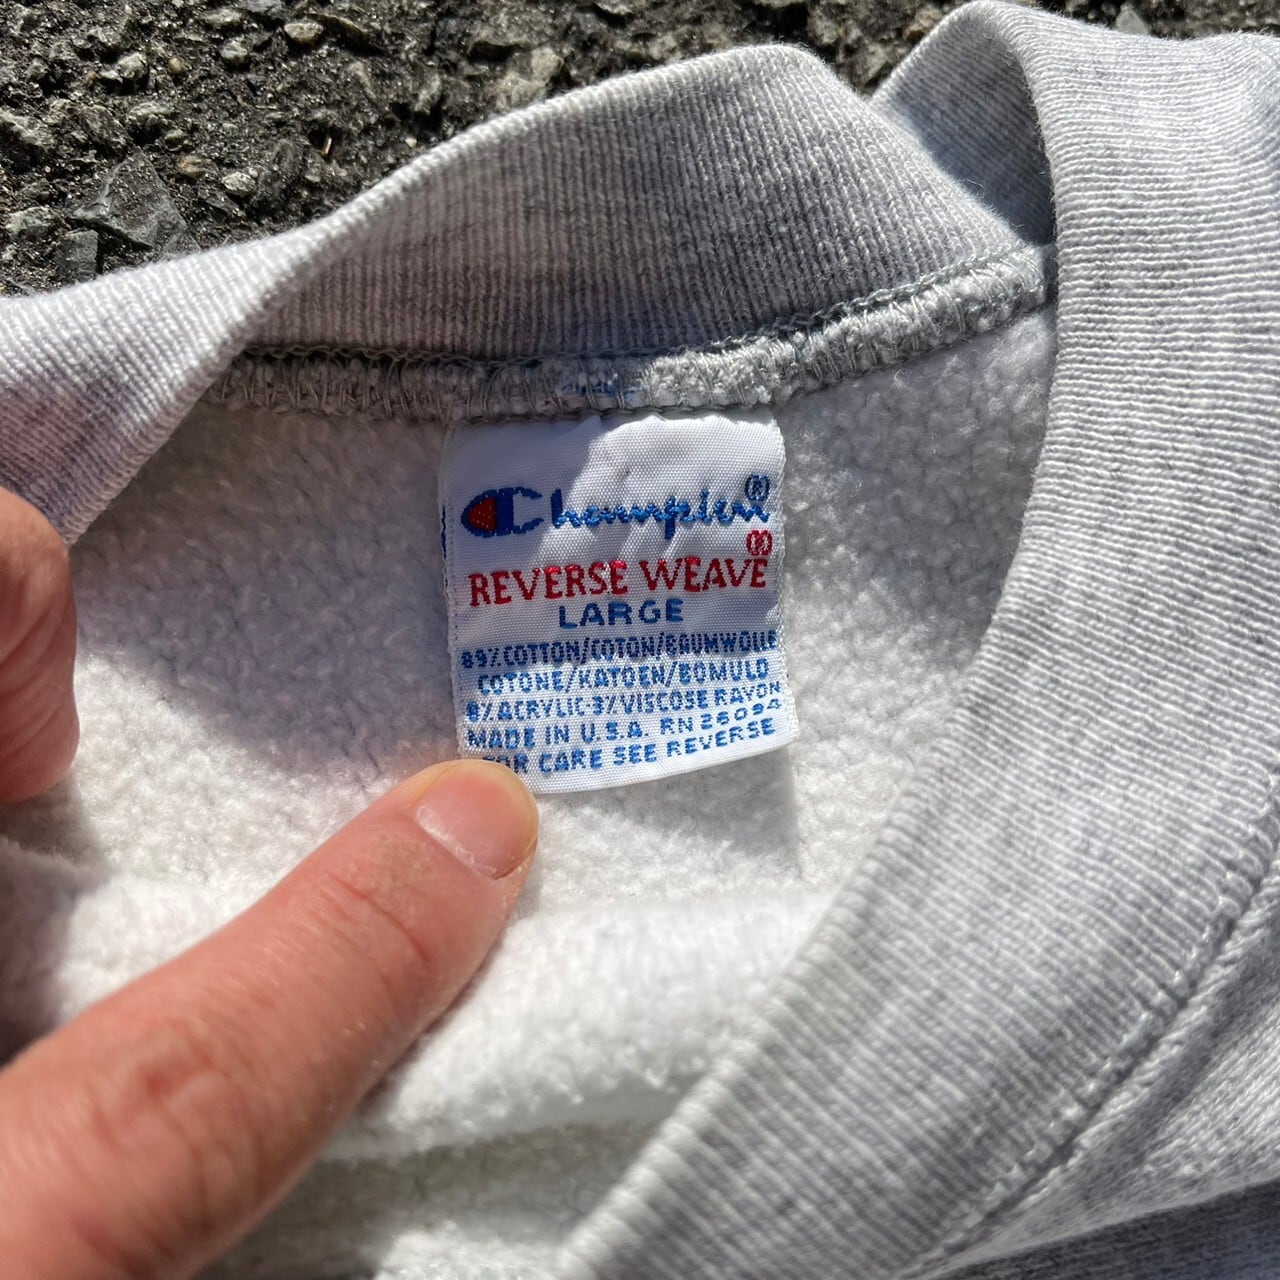 Champion®
REVERSE WEAVE®
LARGE
89% COTTON/COTON/BAUMWOLLE
COTONE/KATOEN/BOMULD
8% ACRYLIC-3% VISCOSE RAYON
MADE IN U.S.A. RN 26094
FOR CARE SEE REVERSE